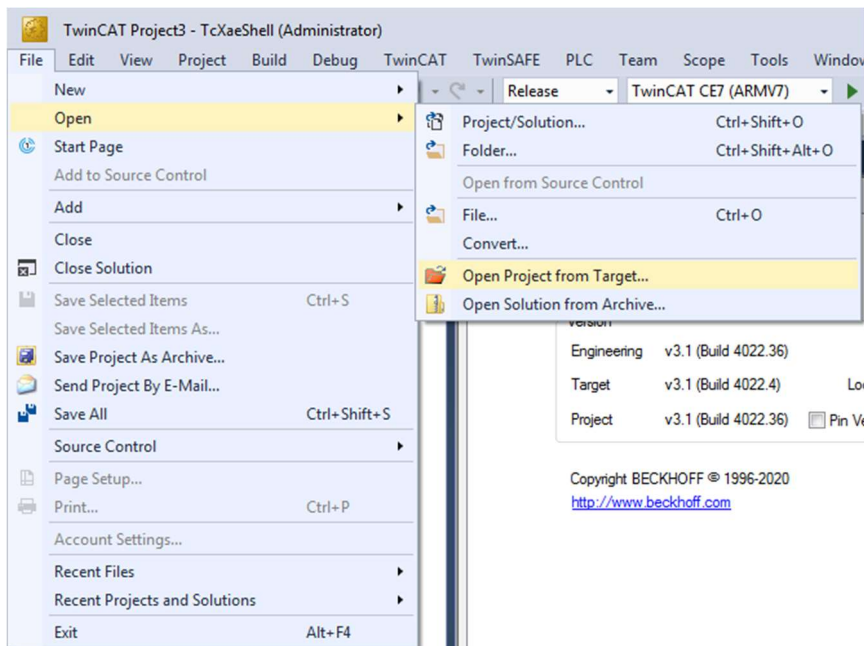 TwinCAT Project3 - TcXaeShell (Administrator)
File Edit View Project Build Debug TwinCAT TwinSAFE PLC Team Scope Tools
Release TwinCAT CE7 (ARMV7)
New
Open
Start Page
Add to Source Control
Add
Close
Close Solution
Save Selected Items Ctrl+S
Save Selected Items As...
Save Project As Archive...
Send Project By E-Mail...
Save All Ctrl+Shift+S
Source Control
Page Setup...
Print... Ctrl+P
Account Settings...
Recent Files
Recent Projects and Solutions
Exit Alt+F4
Project/Solution... Ctrl+Shift+O
Folder... Ctrl+Shift+Alt+O
Open from Source Control
File... Ctrl+O
Convert...
Open Project from Target...
Open Solution from Archive...
Version
Engineering v3.1 (Build 4022.36)
Target v3.1 (Build 4022.4)
Project v3.1 (Build 4022.36) Pin
Copyright BECKHOFF © 1996-2020
http://www.beckhoff.com